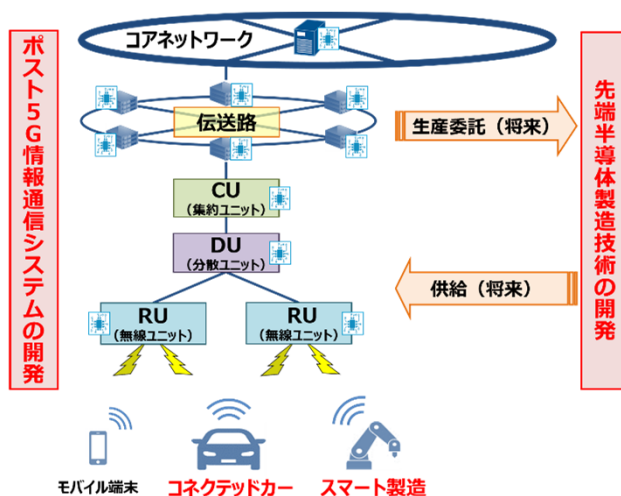 コアネットワーク
ポスト5G情報通信システムの開発
伝送路
生産委託（将来）
先端半導体製造技術の開発
CU
（集約ユニット）
DU
（分散ユニット）
供給（将来）
RU
（無線ユニット）
RU
（無線ユニット）
モバイル端末
コネクテッドカー
スマート製造